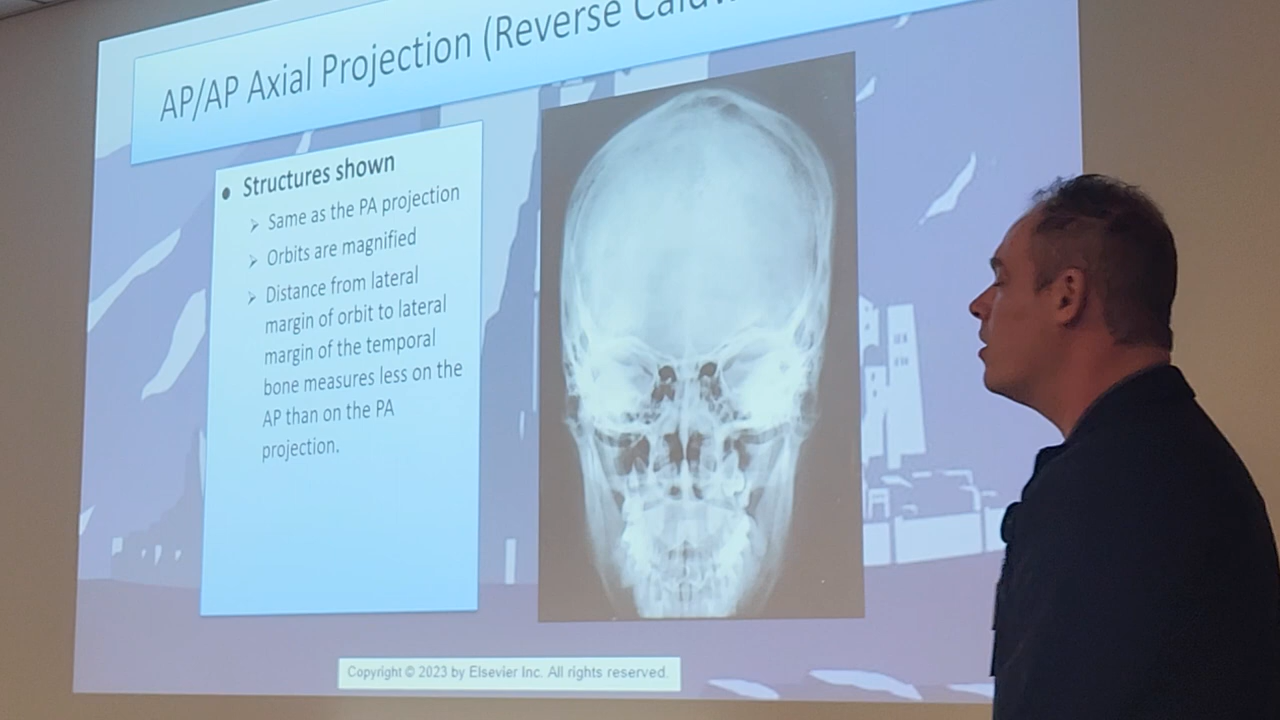 AP/AP Axial Projection (Reverse
• Structures shown
➢ Same as the PA projection
➢ Orbits are magnified
➢ Distance from lateral
margin of orbit to lateral
margin of the temporal
bone measures less on the
AP than on the PA
projection.
Copyright © 2023 by Elsevier Inc. All rights reserved.